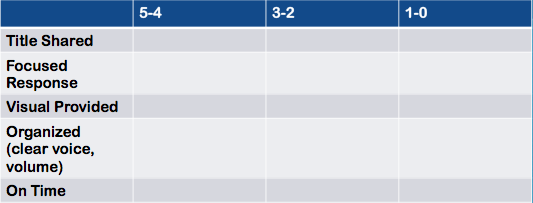 5-4 3-2 1-0
Title Shared
Focused
Response
Visual Provided
Organized
(clear voice,
volume)
On Time